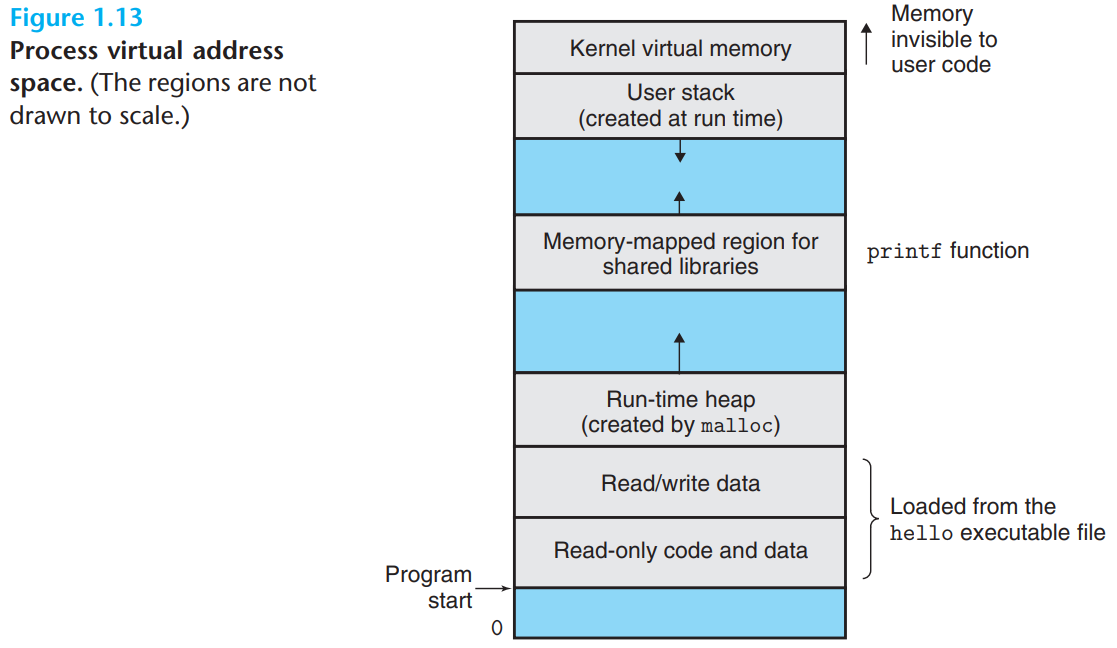 Figure 1.13
Process virtual address
space. (The regions are not
drawn to scale.)
Kernel virtual memory
Memory
invisible to
user code
User stack
(created at run time)
Memory-mapped region for
shared libraries
printf function
Run-time heap
(created by malloc)
Read/write data
Loaded from the
hello executable file
Read-only code and data
Program
start
0